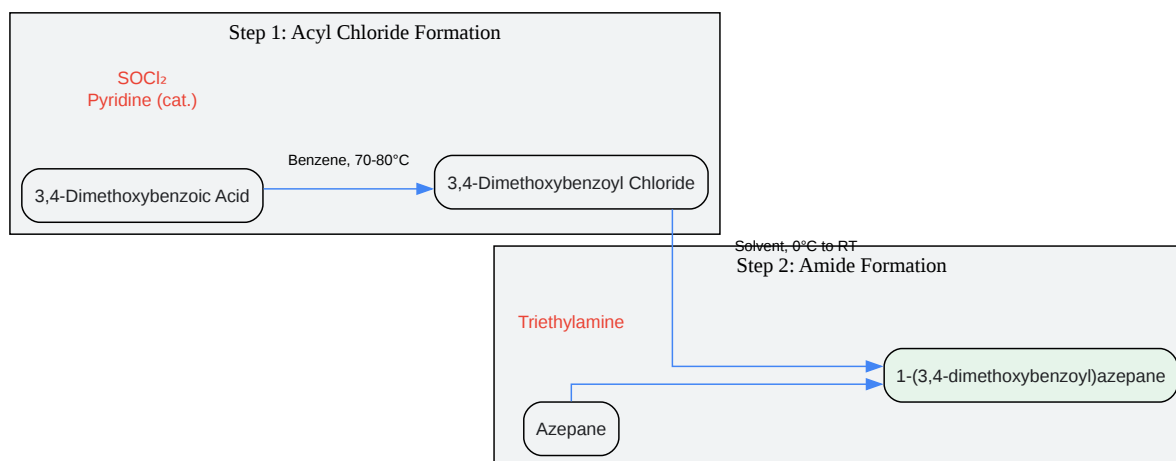 Step 1: Acyl Chloride Formation
SOCl₂
Pyridine (cat.)
Benzene, 70-80°C
3,4-Dimethoxybenzoic Acid
3,4-Dimethoxybenzoyl Chloride
Solvent, 0°C to RT
Step 2: Amide Formation
Triethylamine
1-(3,4-dimethoxybenzoyl)azepane
Azepane